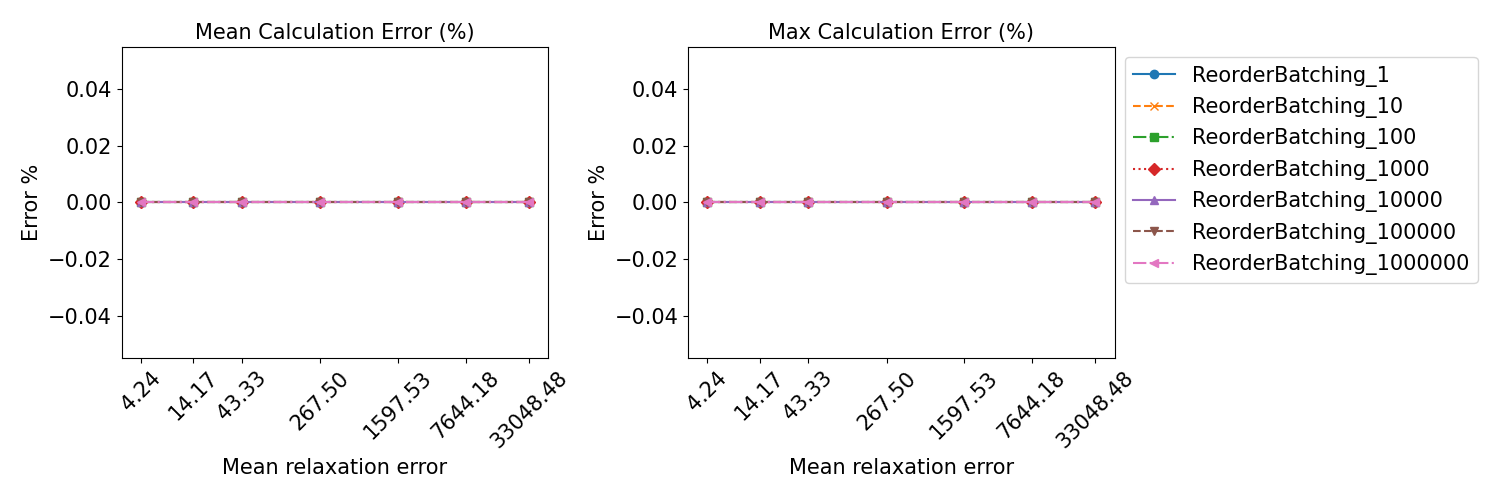 Mean Calculation Error (%)
Error %
0.04
0.02
0.00
−0.02
−0.04
4.24
14.17
43.33
267.50
1597.53
7644.18
33048.48
Mean relaxation error
Max Calculation Error (%)
Error %
0.04
0.02
0.00
−0.02
−0.04
4.24
14.17
43.33
267.50
1597.53
7644.18
33048.48
Mean relaxation error
ReorderBatching_1
ReorderBatching_10
ReorderBatching_100
ReorderBatching_1000
ReorderBatching_10000
ReorderBatching_100000
ReorderBatching_1000000